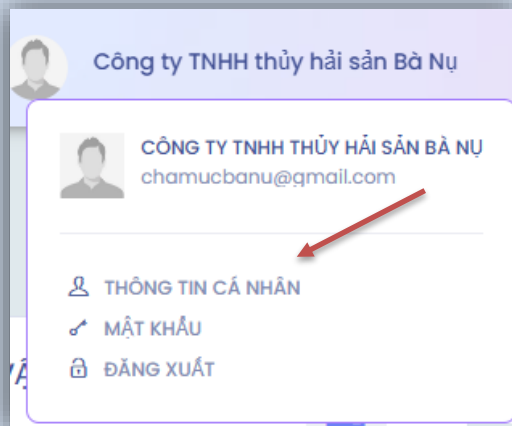 Công ty TNHH thủy hải sản Bà Nụ
CÔNG TY TNHH THỦY HẢI SẢN BÀ NỤ
chamucbanu@gmail.com
THÔNG TIN CÁ NHÂN
MẬT KHẨU
ĐĂNG XUẤT